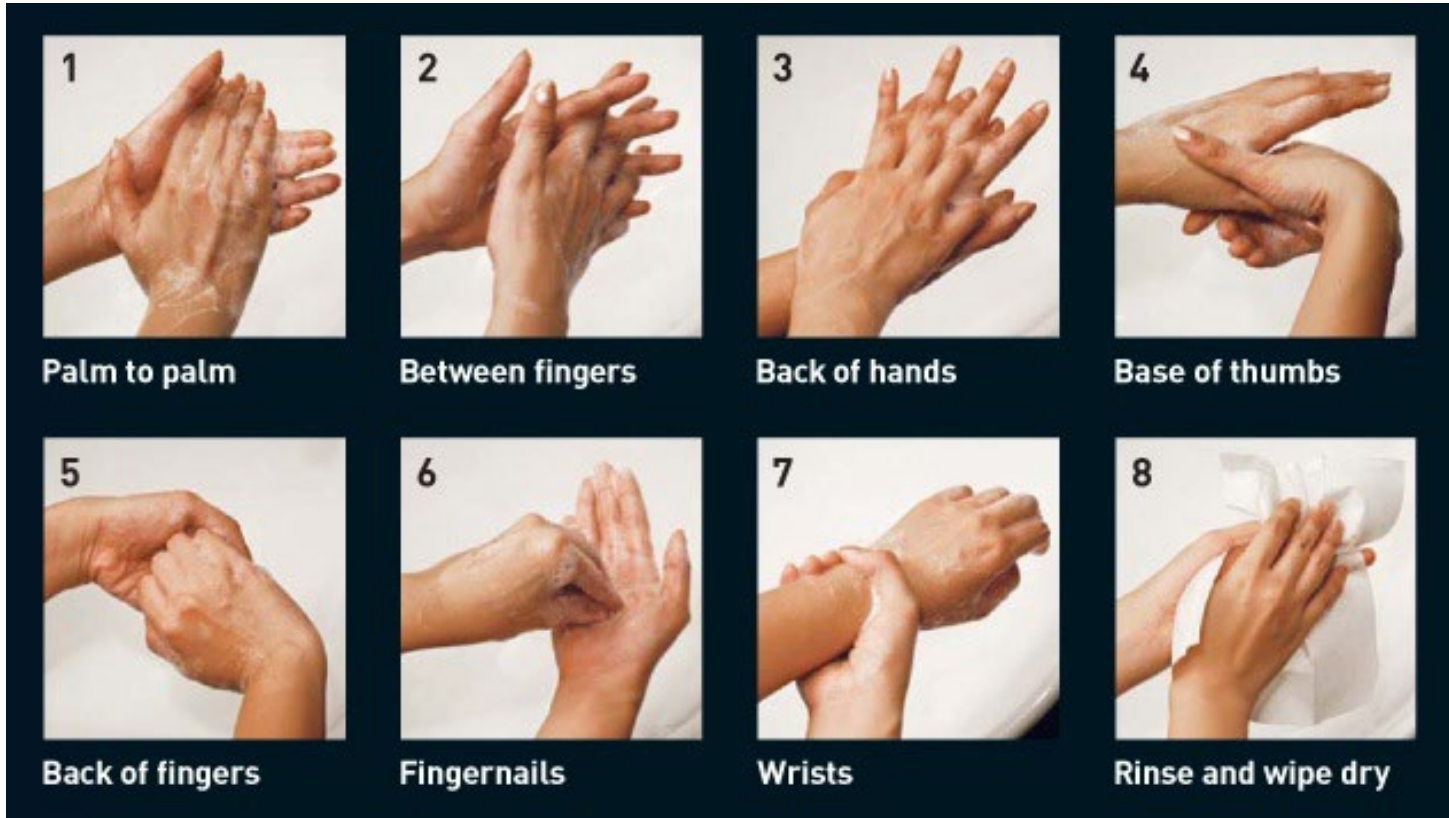 1
2
3
4
Palm to palm
Between fingers
Back of hands
Base of thumbs
5
6
7
8
Back of fingers
Fingernails
Wrists
Rinse and wipe dry